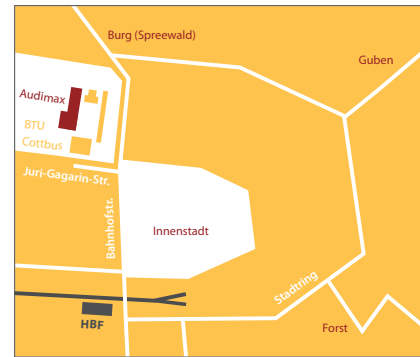 Burg (Spreewald)
Guben
Audimax
BTU
Cottbus
Juri-Gagarin-Str.
Bahnhofstr.
Innenstadt
Stadtring
HBF
Forst